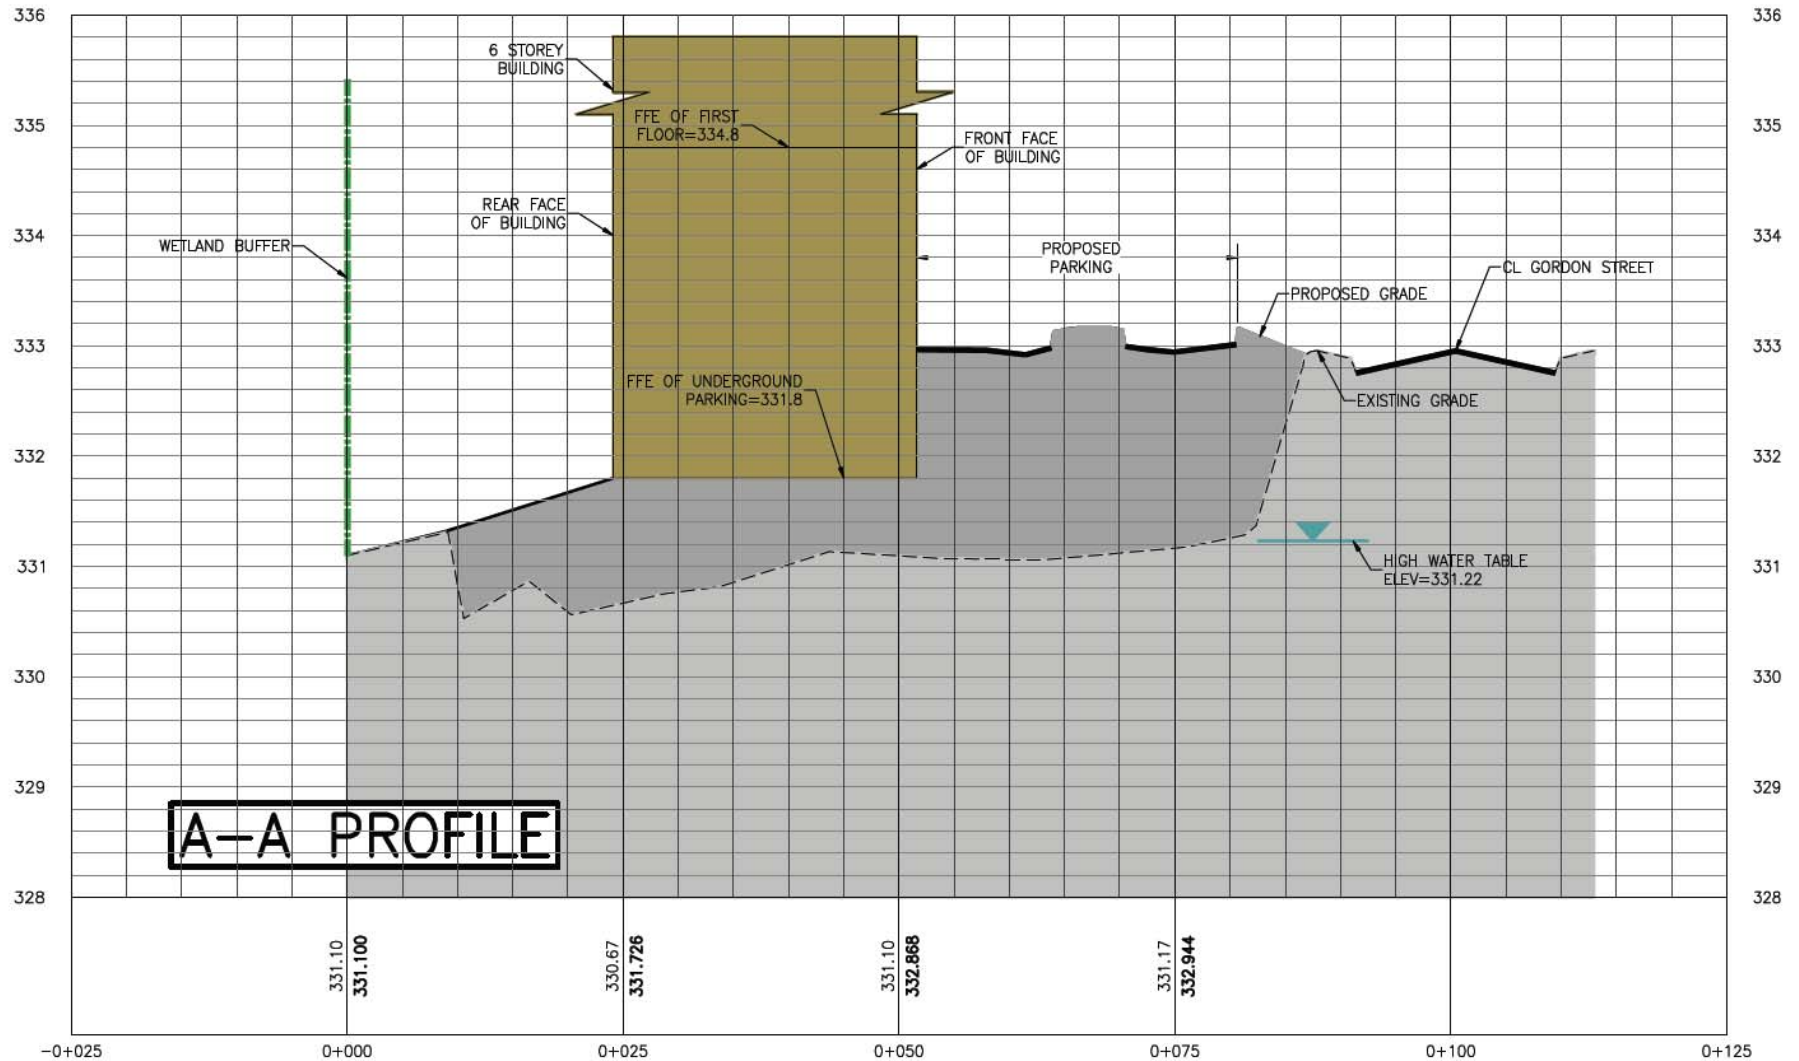 336
336
6 STOREY
BUILDING
FFE OF FIRST
FLOOR=334.8
335
335
FRONT FACE
OF BUILDING
REAR FACE
OF BUILDING
334
334
WETLAND BUFFER
PROPOSED
PARKING
CL GORDON STREET
PROPOSED GRADE
333
333
FFE OF UNDERGROUND
PARKING=331.8
EXISTING GRADE
332
332
331
331
HIGH WATER TABLE
ELEV=331.22
330
330
329
329
A-A PROFILE
328
328
331.10
331.100
330.67
331.726
331.10
332.868
331.17
332.944
-0+025
0+000
0+025
0+050
0+075
0+100
0+125